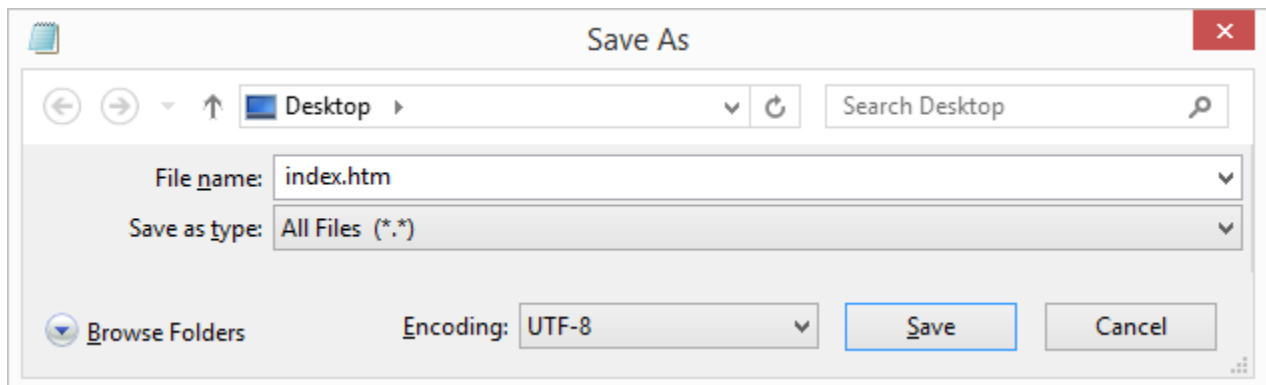 Save As
Desktop
Search Desktop
File name: index.htm
Save as type: All Files (*.*)
Browse Folders Encoding: UTF-8 Save Cancel